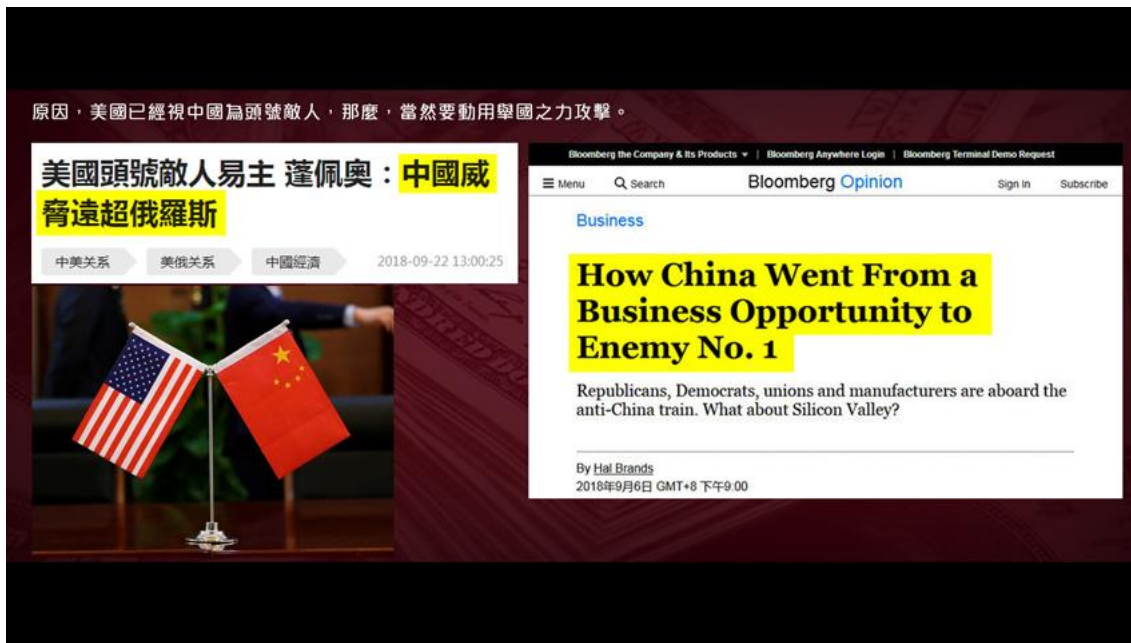 原因，美國已經視中國為頭號敵人，那麼，當然要動用舉國之力攻擊。
美國頭號敵人易主 蓬佩奧：中國威
脅遠超俄羅斯
中美关系 美俄关系 中國經濟 2018-09-22 13:00:25
Bloomberg the Company & Its Products ▾ | Bloomberg Anywhere Login | Bloomberg Terminal Demo Request
☰ Menu Search Bloomberg Opinion Sign In Subscribe
Business
How China Went From a
Business Opportunity to
Enemy No. 1
Republicans, Democrats, unions and manufacturers are aboard the
anti-China train. What about Silicon Valley?
By Hal Brands
2018年9月6日 GMT+8 下午9:00